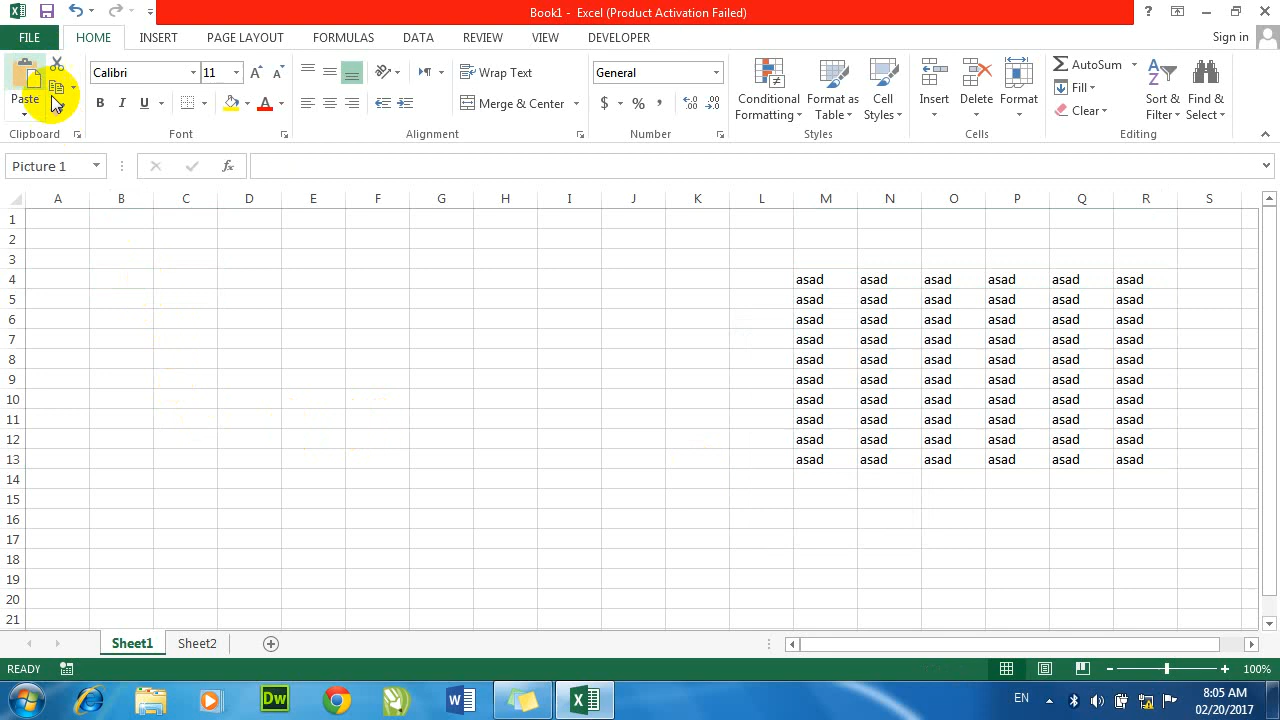 Book1 - Excel (Product Activation Failed)
FILE HOME INSERT PAGE LAYOUT FORMULAS DATA REVIEW VIEW DEVELOPER Sign in
Calibri 11 Wrap Text General AutoSum
Paste B I U A Merge & Center $ % , Conditional Formatting Format as Table Cell Styles Insert Delete Format Fill Sort & Filter Find & Select
Clear
Clipboard Font Alignment Number Styles Cells Editing
Picture 1 fx
A B C D E F G H I J K L M N O P Q R S
1
2
3
4 asad asad asad asad asad asad
5 asad asad asad asad asad asad
6 asad asad asad asad asad asad
7 asad asad asad asad asad asad
8 asad asad asad asad asad asad
9 asad asad asad asad asad asad
10 asad asad asad asad asad asad
11 asad asad asad asad asad asad
12 asad asad asad asad asad asad
13 asad asad asad asad asad asad
14
15
16
17
18
19
20
21
Sheet1 Sheet2
READY 100%
Dw EN 8:05 AM
02/20/2017